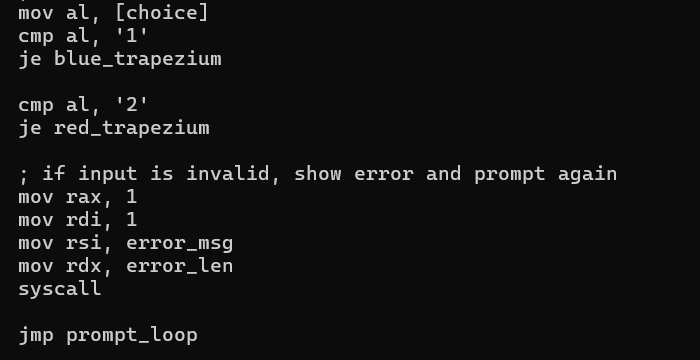 mov al, [choice]
cmp al, '1'
je blue_trapezium
cmp al, '2'
je red_trapezium
; if input is invalid, show error and prompt again
mov rax, 1
mov rdi, 1
mov rsi, error_msg
mov rdx, error_len
syscall
jmp prompt_loop